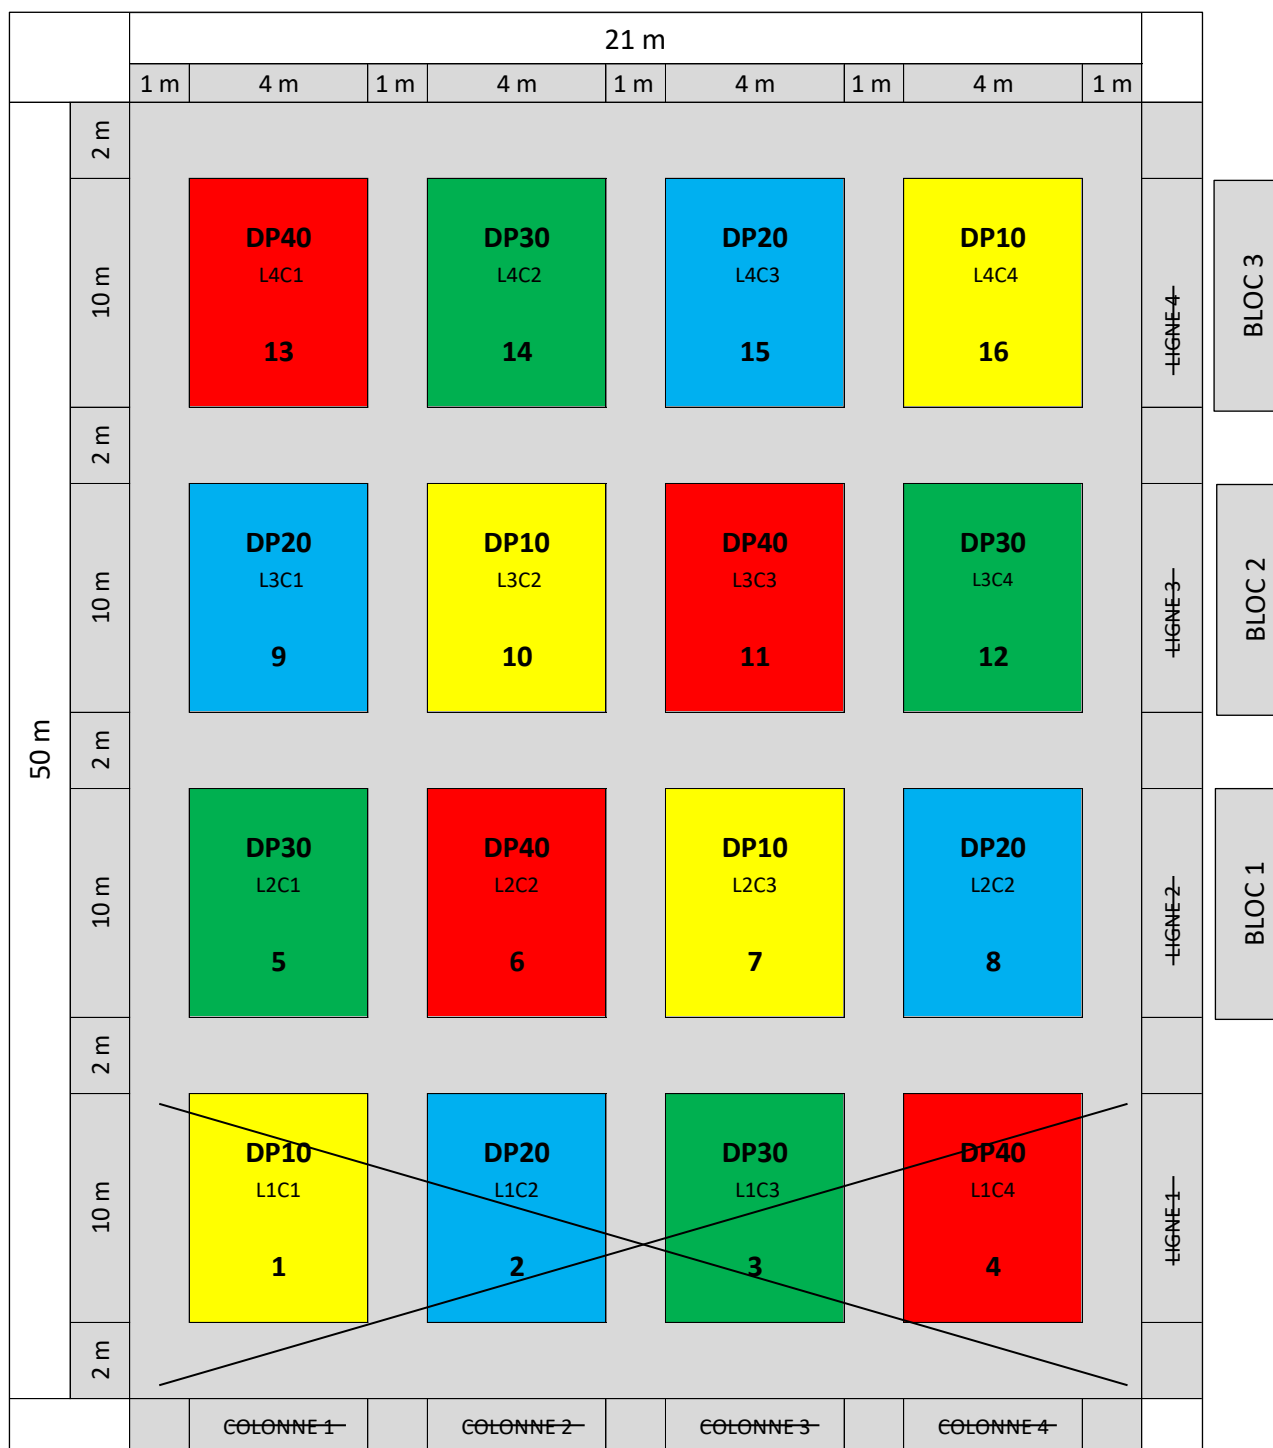 21 m
1 m 4 m 1 m 4 m 1 m 4 m 1 m 4 m 1 m
50 m
2 m
10 m
DP40 DP30 DP20 DP10
L4C1 L4C2 L4C3 L4C4
13 14 15 16
LIGNE 4
BLOC 3
2 m
10 m
DP20 DP10 DP40 DP30
L3C1 L3C2 L3C3 L3C4
9 10 11 12
LIGNE 3
BLOC 2
2 m
10 m
DP30 DP40 DP10 DP20
L2C1 L2C2 L2C3 L2C2
5 6 7 8
LIGNE 2
BLOC 1
2 m
10 m
DP10 DP20 DP30 DP40
L1C1 L1C2 L1C3 L1C4
1 2 3 4
LIGNE 1
2 m
COLONNE 1 COLONNE 2 COLONNE 3 COLONNE 4